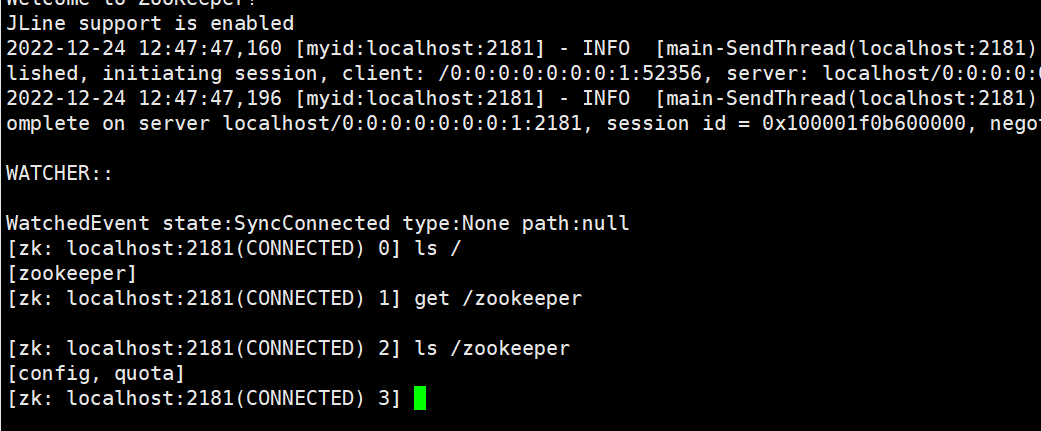 Welcome to ZooKeeper!
JLine support is enabled
2022-12-24 12:47:47,160 [myid:localhost:2181] - INFO  [main-SendThread(localhost:2181)
lished, initiating session, client: /0:0:0:0:0:0:0:1:52356, server: localhost/0:0:0:0:
2022-12-24 12:47:47,196 [myid:localhost:2181] - INFO  [main-SendThread(localhost:2181)
omplete on server localhost/0:0:0:0:0:0:0:1:2181, session id = 0x100001f0b600000, nego
WATCHER::
WatchedEvent state:SyncConnected type:None path:null
[zk: localhost:2181(CONNECTED) 0] ls /
[zookeeper]
[zk: localhost:2181(CONNECTED) 1] get /zookeeper
[zk: localhost:2181(CONNECTED) 2] ls /zookeeper
[config, quota]
[zk: localhost:2181(CONNECTED) 3]